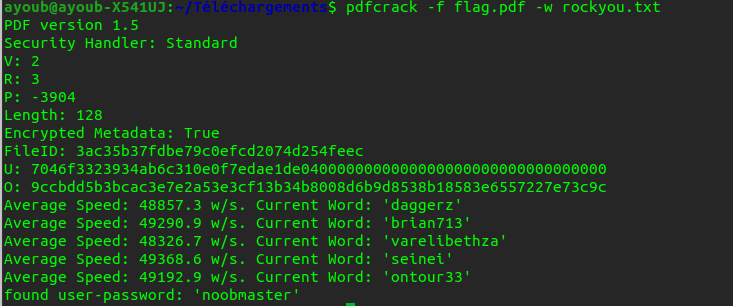 ayoub@ayoub-X541UJ:~/Téléchargements$ pdfcrack -f flag.pdf -w rockyou.txt
PDF version 1.5
Security Handler: Standard
V: 2
R: 3
P: -3904
Length: 128
Encrypted Metadata: True
FileID: 3ac35b37fdbe79c0efcd2074d254feec
U: 7046f3323934ab6c310e0f7edae1de0400000000000000000000000000000000
O: 9ccbdd5b3bcac3e7e2a53e3cf13b34b8008d6b9d8538b18583e6557227e73c9c
Average Speed: 48857.3 w/s. Current Word: 'daggerz'
Average Speed: 49290.9 w/s. Current Word: 'brian713'
Average Speed: 48326.7 w/s. Current Word: 'varelibethza'
Average Speed: 49368.6 w/s. Current Word: 'seinei'
Average Speed: 49192.9 w/s. Current Word: 'ontour33'
found user-password: 'noobmaster'